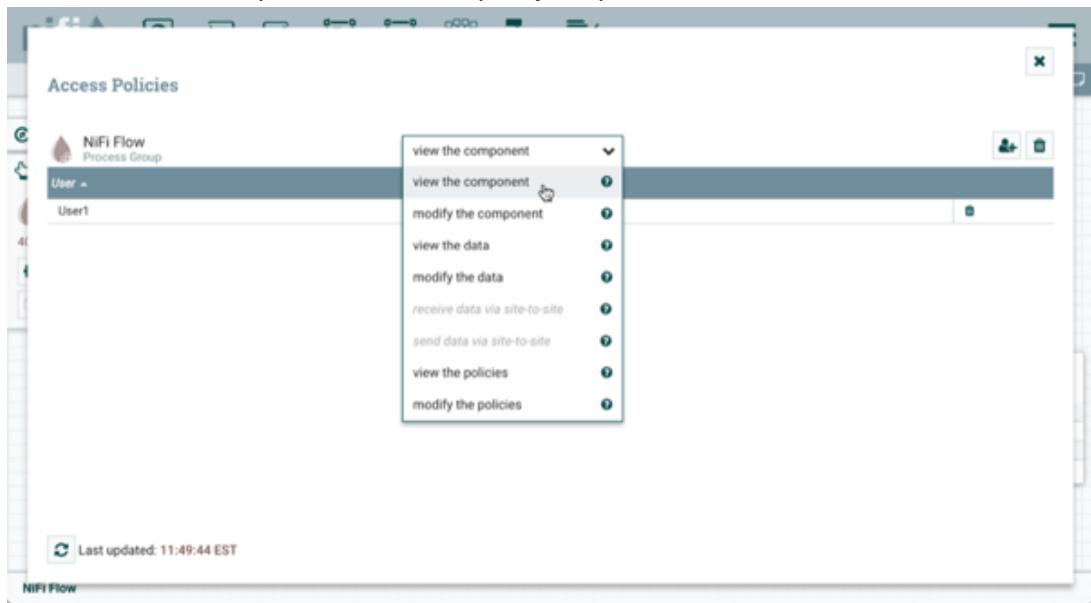 Access Policies
NiFi Flow
Process Group
view the component
User
view the component
User1
modify the component
view the data
modify the data
receive data via site-to-site
send data via site-to-site
view the policies
modify the policies
Last updated: 11:49:44 EST
NiFi Flow